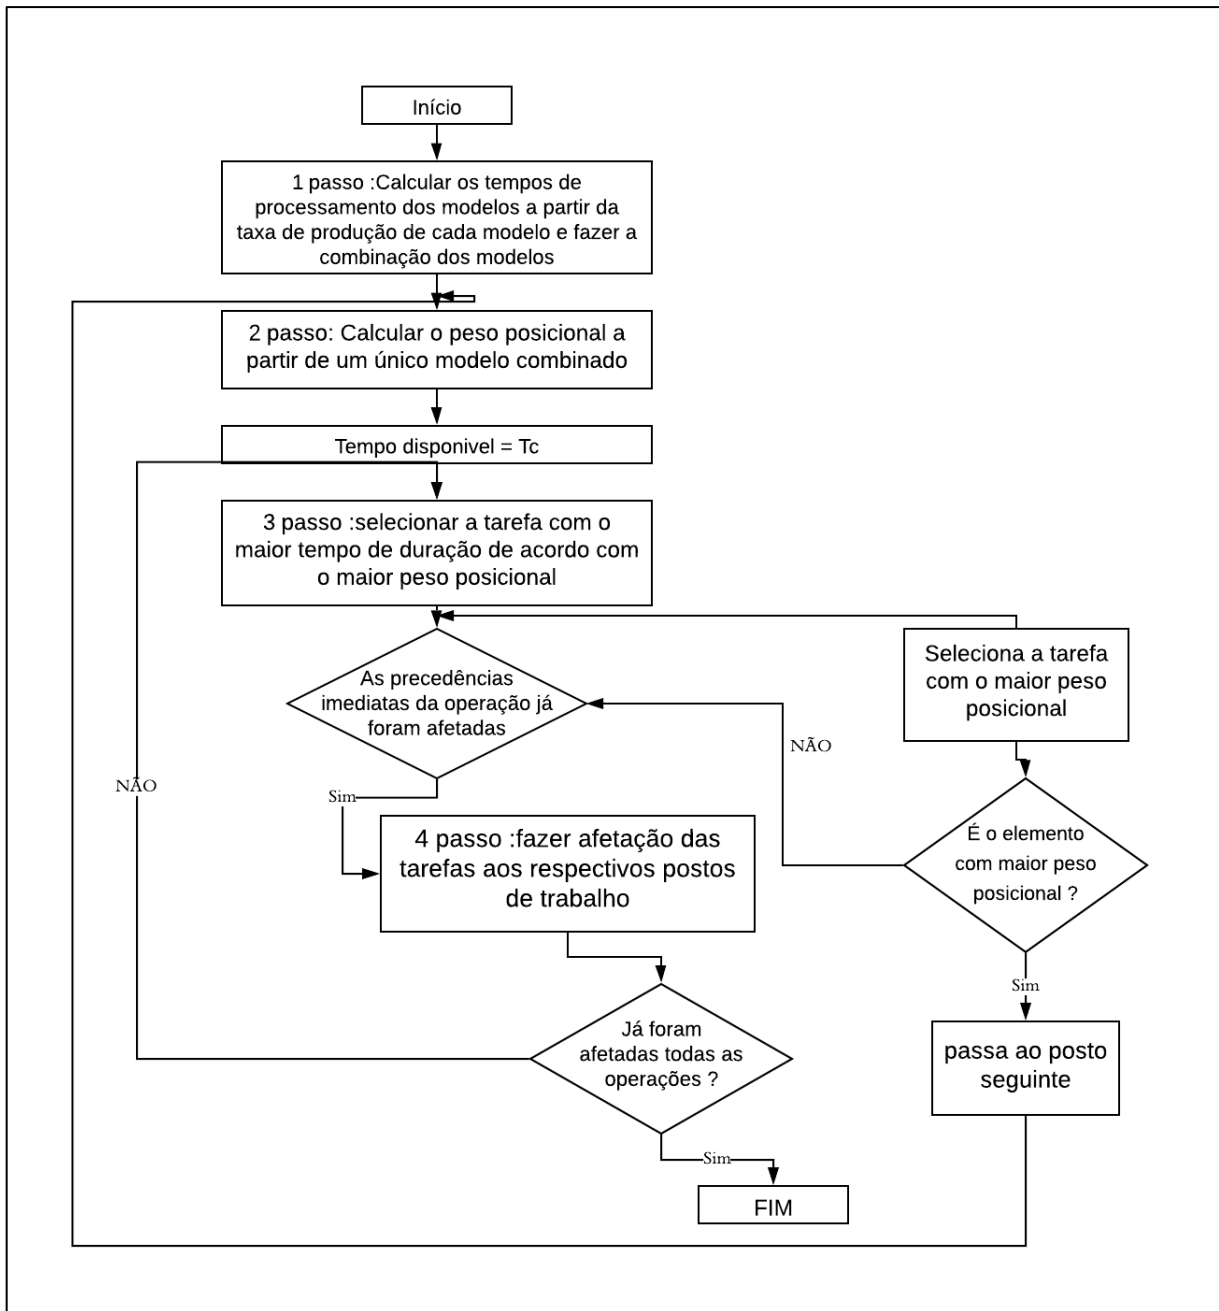 Início
1 passo :Calcular os tempos de
processamento dos modelos a partir da
taxa de produção de cada modelo e fazer a
combinação dos modelos
2 passo: Calcular o peso posicional a
partir de um único modelo combinado
Tempo disponivel = Tc
3 passo :selecionar a tarefa com o
maior tempo de duração de acordo com
o maior peso posicional
As precedências
imediatas da operação já
foram afetadas
Seleciona a tarefa
com o maior peso
posicional
NÃO
NÃO
Sim
4 passo :fazer afetação das
tarefas aos respectivos postos
de trabalho
É o elemento
com maior peso
posicional ?
Sim
Já foram
afetadas todas as
operações ?
passa ao posto
seguinte
Sim
FIM